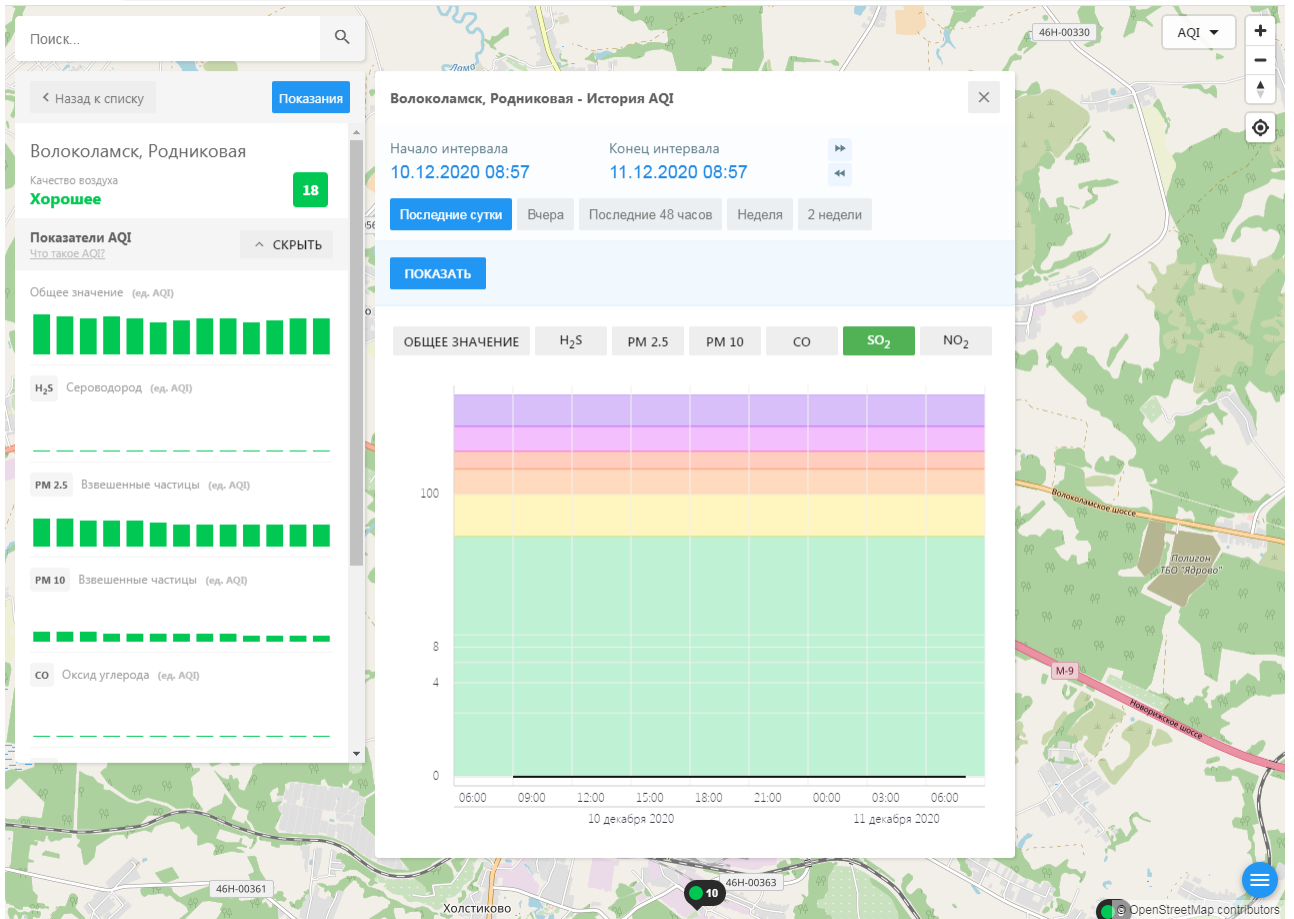 Поиск...
Назад к списку
Показания
Волоколамск, Родниковая
Качество воздуха
Хорошее
18
Показатели AQI
Что такое AQI?
СКРЫТЬ
Общее значение (ед. AQI)
H2S Сероводород (ед. AQI)
PM 2.5 Взвешенные частицы (ед. AQI)
PM 10 Взвешенные частицы (ед. AQI)
CO Оксид углерода (ед. AQI)
Волоколамск, Родниковая - История AQI
Начало интервала
Конец интервала
10.12.2020 08:57
11.12.2020 08:57
Последние сутки
Вчера
Последние 48 часов
Неделя
2 недели
ПОКАЗАТЬ
ОБЩЕЕ ЗНАЧЕНИЕ
H2S
PM 2.5
PM 10
CO
SO2
NO2
100
8
4
0
06:00 09:00 12:00 15:00 18:00 21:00 00:00 03:00 06:00
10 декабря 2020
11 декабря 2020
46Н-00330
AQI
Волоколамское шоссе
Полигон
ТБО "Ядрово"
М-9
Новорижское шоссе
46Н-00361
46Н-00363
10
Холстиково
© OpenStreetMap contributors